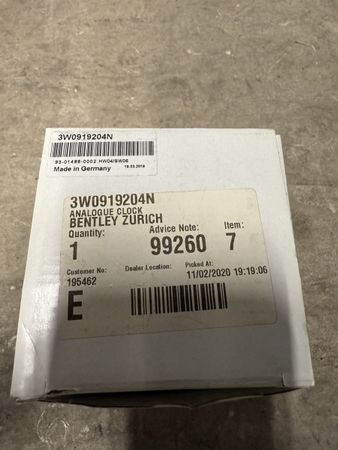 3W0919204N
93-01488-0002 HW04/SW06
18.03.2019
Made in Germany
3W0919204N
ANALOGUE CLOCK
BENTLEY ZURICH
Quantity: Advice Note: Item:
1 99260 7
Customer No: Dealer Location: Picked At:
195462 11/02/2020 19:19:06
E